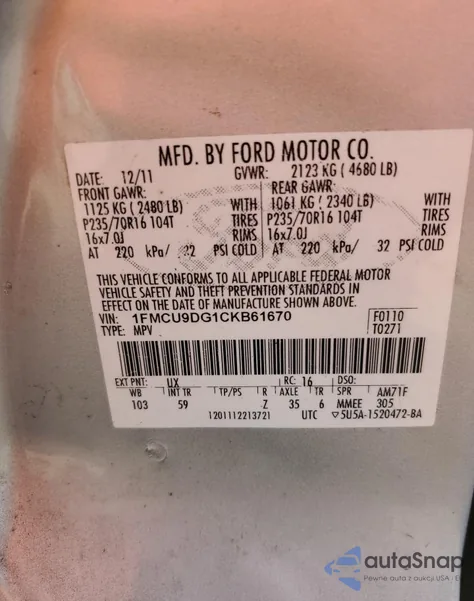 MFD. BY FORD MOTOR CO.
DATE: 12/11 GVWR: 2123 KG ( 4680 LB)
FRONT GAWR: REAR GAWR:
1125 KG ( 2480 LB) WITH 1061 KG ( 2340 LB) WITH
P235/70R16 104T TIRES P235/70R16 104T TIRES
16x7.0J RIMS 16x7.0J RIMS
AT 220 kPa/ 32 PSI COLD AT 220 kPa/ 32 PSI COLD
THIS VEHICLE CONFORMS TO ALL APPLICABLE FEDERAL MOTOR
VEHICLE SAFETY AND THEFT PREVENTION STANDARDS IN
EFFECT ON THE DATE OF MANUFACTURE SHOWN ABOVE.
VIN: 1FMCU9DG1CKB61670 F0110
TYPE: MPV T0271
EXT PNT: UX RC: 16 DSO:
WB INT TR TP/PS R AXLE TR SPR AM71F
103 59 Z 35 6 MMEE 305
1201112213721 UTC ▽5U5A-1520472-BA
autoSnap